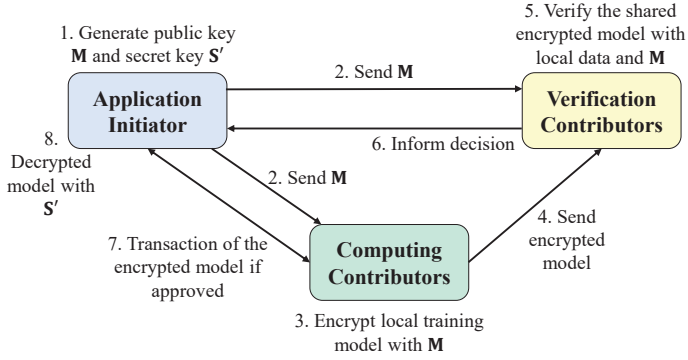 1. Generate public key
M and secret key S′
5. Verify the shared
encrypted model with
local data and M
2. Send M
Application
Initiator
Verification
Contributors
6. Inform decision
8.
Decrypted
model with
S′
2. Send M
7. Transaction of the
encrypted model if
approved
Computing
Contributors
4. Send
encrypted
model
3. Encrypt local training
model with M